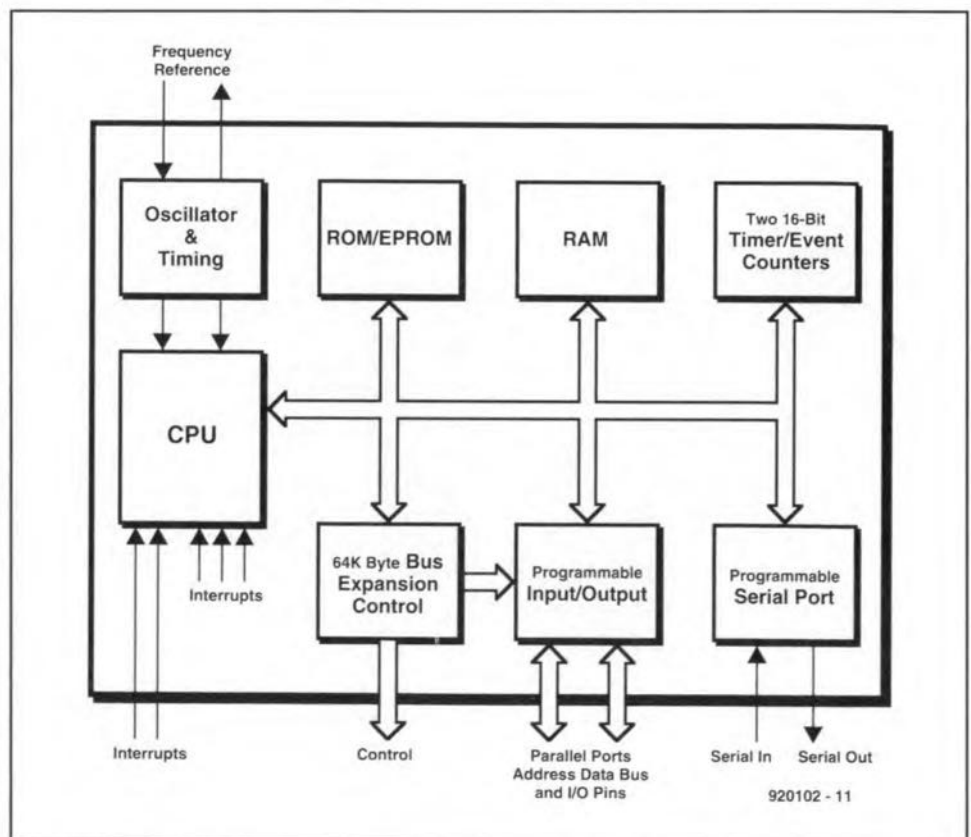 Frequency
Reference
Oscillator
&
Timing
ROM/EPROM
RAM
Two 16-Bit
Timer/Event
Counters
CPU
Interrupts
64K Byte Bus
Expansion
Control
Programmable
Input/Output
Programmable
Serial Port
Interrupts
Control
Parallel Ports
Address Data Bus
and I/O Pins
Serial In
Serial Out
920102 - 11